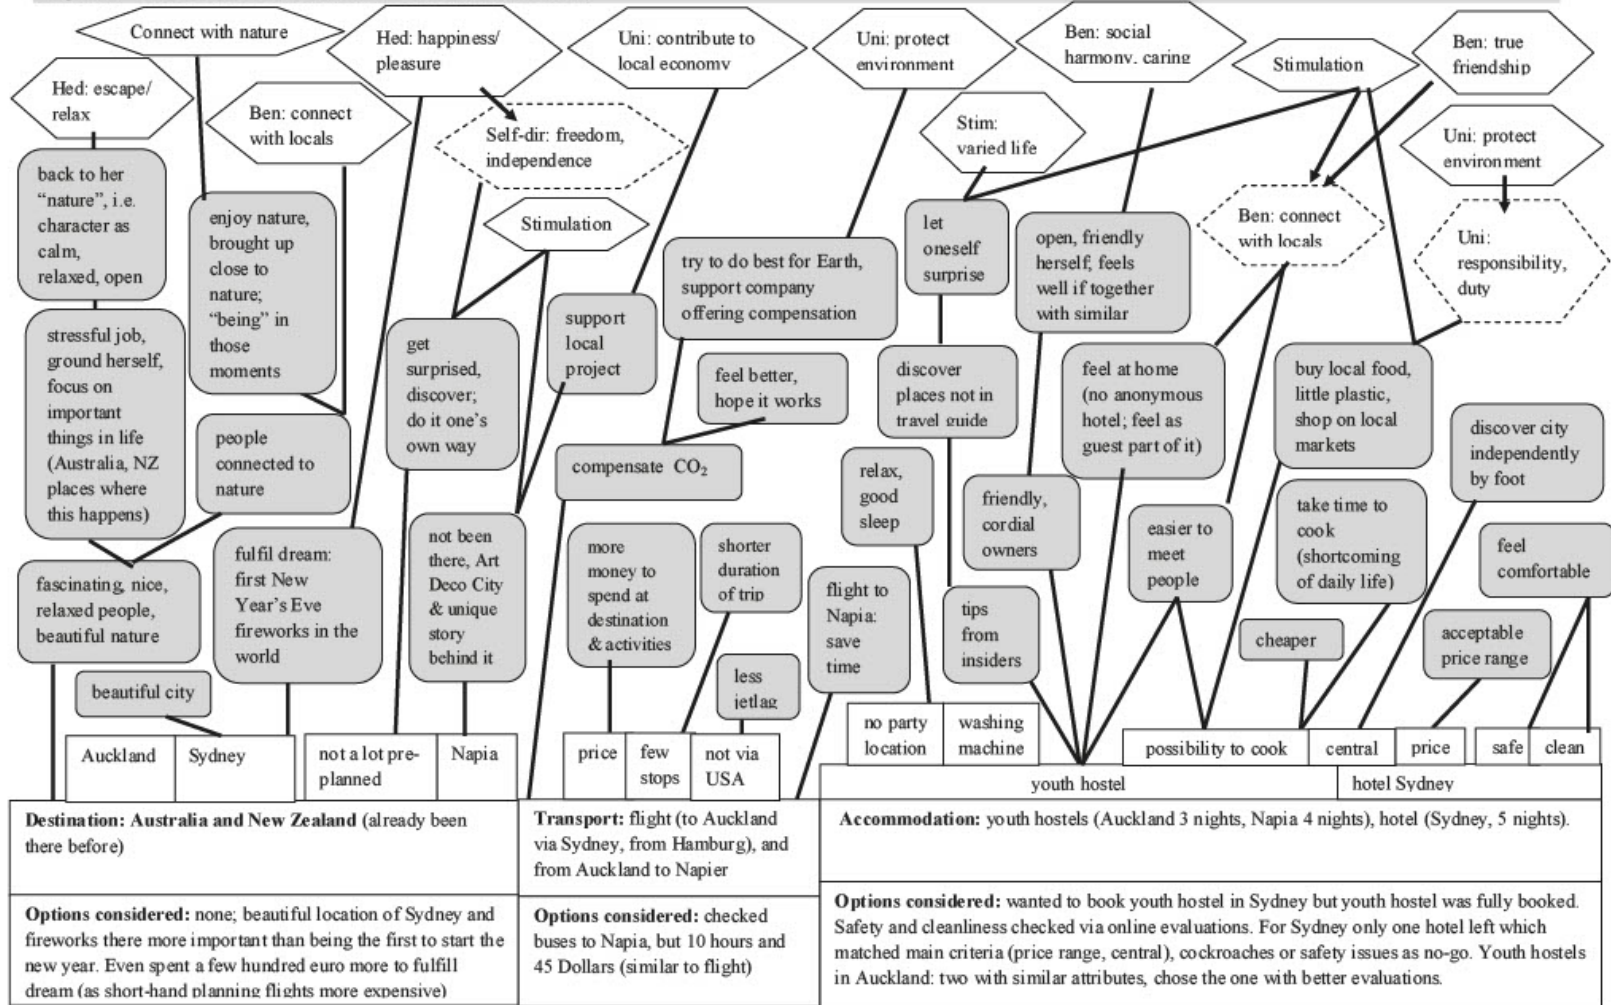 Connect with nature
Hed: happiness/
pleasure
Uni: contribute to
local economy
Uni: protect
environment
Ben: social
harmony, caring
Stimulation
Ben: true
friendship
Hed: escape/
relax
Ben: connect
with locals
Self-dir: freedom,
independence
Stim:
varied life
Uni: protect
environment
back to her
“nature”, i.e.
character as
calm,
relaxed, open
enjoy nature,
brought up
close to
nature;
“being” in
those
moments
Stimulation
let
oneself
surprise
open, friendly
herself; feels
well if together
with similar
Ben: connect
with locals
Uni:
responsibility,
duty
try to do best for Earth,
support company
offering compensation
stressful job,
ground herself,
focus on
important
things in life
(Australia, NZ
places where
this happens)
get
surprised,
discover;
do it one’s
own way
support
local
project
feel better,
hope it works
discover
places not in
travel guide
feel at home
(no anonymous
hotel; feel as
guest part of it)
buy local food,
little plastic,
shop on local
markets
discover city
independently
by foot
people
connected to
nature
compensate CO₂
relax,
good
sleep
friendly,
cordial
owners
easier to
meet
people
take time to
cook
(shortcoming
of daily life)
feel
comfortable
fascinating, nice,
relaxed people,
beautiful nature
fulfil dream:
first New
Year’s Eve
fireworks in the
world
not been
there, Art
Deco City
& unique
story
behind it
more
money to
spend at
destination
& activities
shorter
duration
of trip
flight to
Napia:
save
time
tips
from
insiders
cheaper
acceptable
price range
beautiful city
less
jetlag
Auckland
Sydney
not a lot pre-
planned
Napia
price
few
stops
not via
USA
no party
location
washing
machine
possibility to cook
central
price
safe
clean
youth hostel
hotel Sydney
Destination: Australia and New Zealand (already been
there before)
Transport: flight (to Auckland
via Sydney, from Hamburg), and
from Auckland to Napier
Accommodation: youth hostels (Auckland 3 nights, Napia 4 nights), hotel (Sydney, 5 nights).
Options considered: none; beautiful location of Sydney and
fireworks there more important than being the first to start the
new year. Even spent a few hundred euro more to fulfill
dream (as short-hand planning flights more expensive)
Options considered: checked
buses to Napia, but 10 hours and
45 Dollars (similar to flight)
Options considered: wanted to book youth hostel in Sydney but youth hostel was fully booked.
Safety and cleanliness checked via online evaluations. For Sydney only one hotel left which
matched main criteria (price range, central), cockroaches or safety issues as no-go. Youth hostels
in Auckland: two with similar attributes, chose the one with better evaluations.